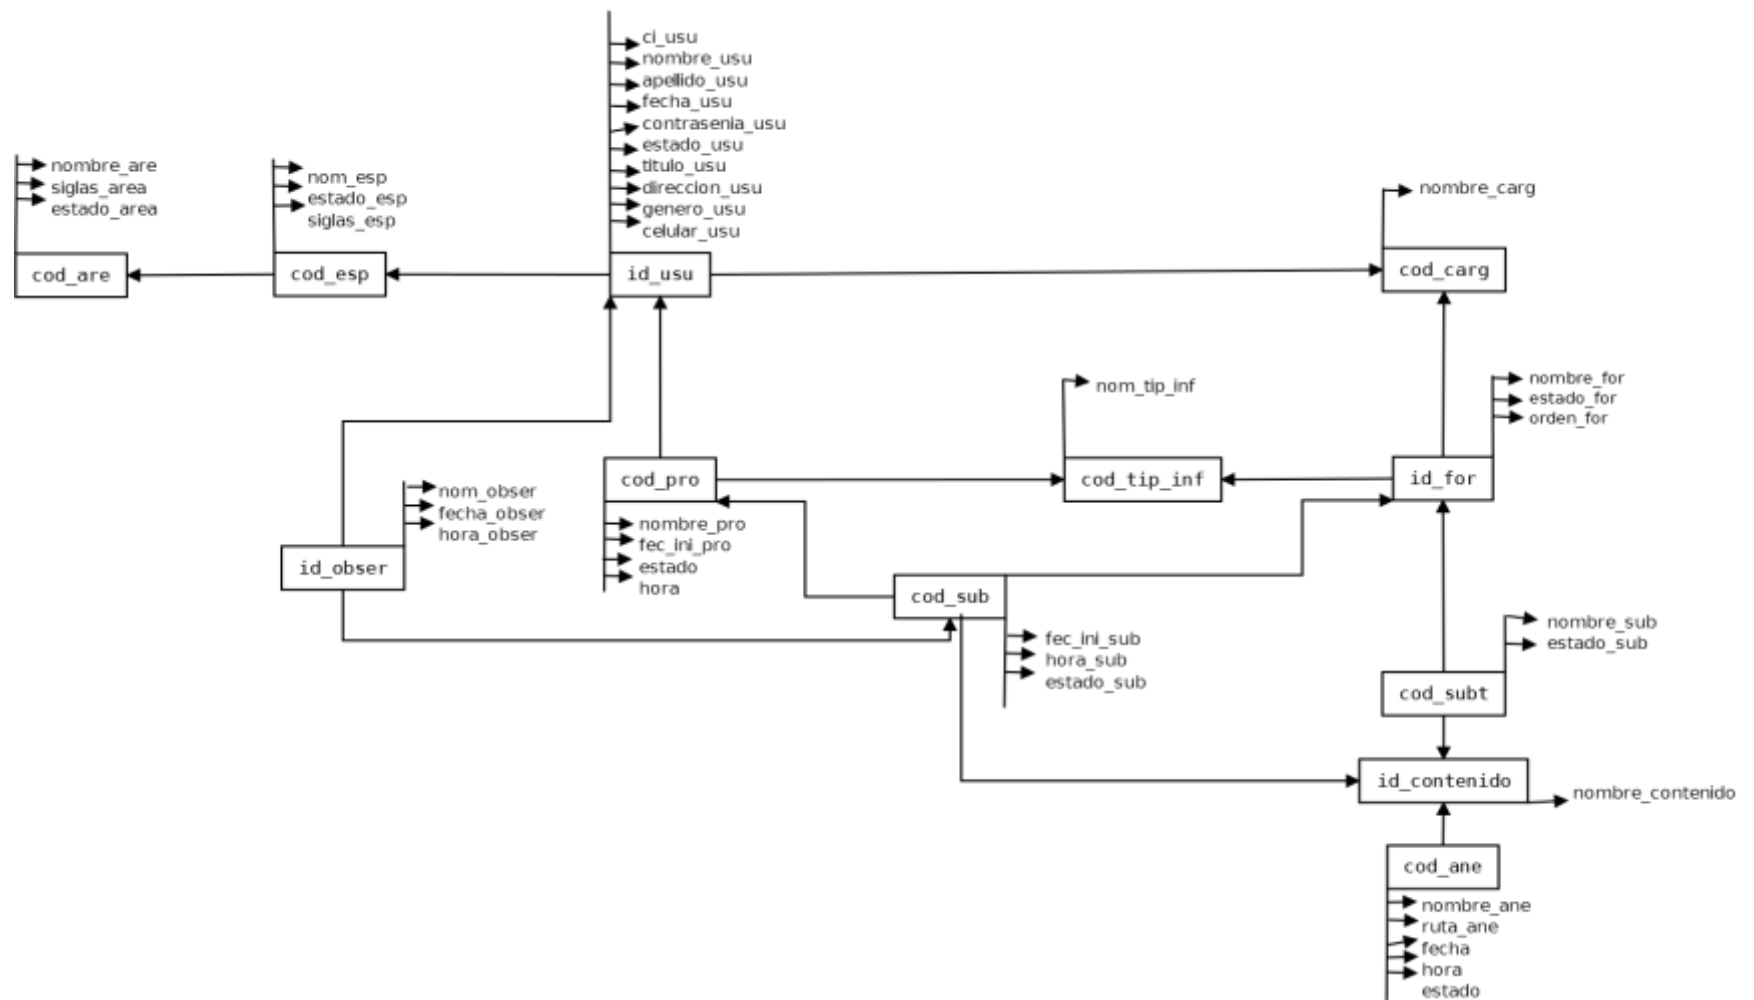 ci_usu
nombre_usu
apellido_usu
fecha_usu
contrasenia_usu
estado_usu
titulo_usu
direccion_usu
genero_usu
celular_usu
nombre_are
siglas_area
estado_area
nom_esp
estado_esp
siglas_esp
nombre_carg
cod_are
cod_esp
id_usu
cod_carg
nom_tip_inf
nombre_for
estado_for
orden_for
cod_pro
cod_tip_inf
id_for
nom_obser
fecha_obser
hora_obser
id_obser
nombre_pro
fec_ini_pro
estado
hora
cod_sub
fec_ini_sub
hora_sub
estado_sub
nombre_sub
estado_sub
cod_subt
id_contenido
nombre_contenido
cod_ane
nombre_ane
ruta_ane
fecha
hora
estado